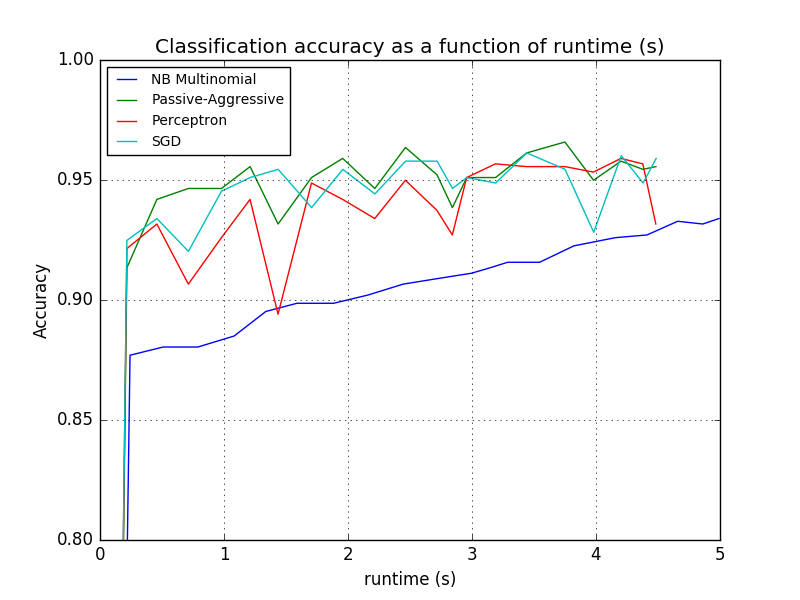 Classification accuracy as a function of runtime (s)
1.00
NB Multinomial
Passive-Aggressive
Perceptron
SGD
0.95
0.90
0.85
0.80
Accuracy
0 1 2 3 4 5
runtime (s)